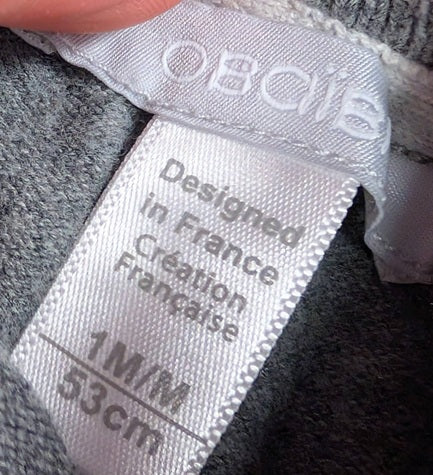 OBAÏBI
Designed
in France
Création
Française
1M/M
53cm